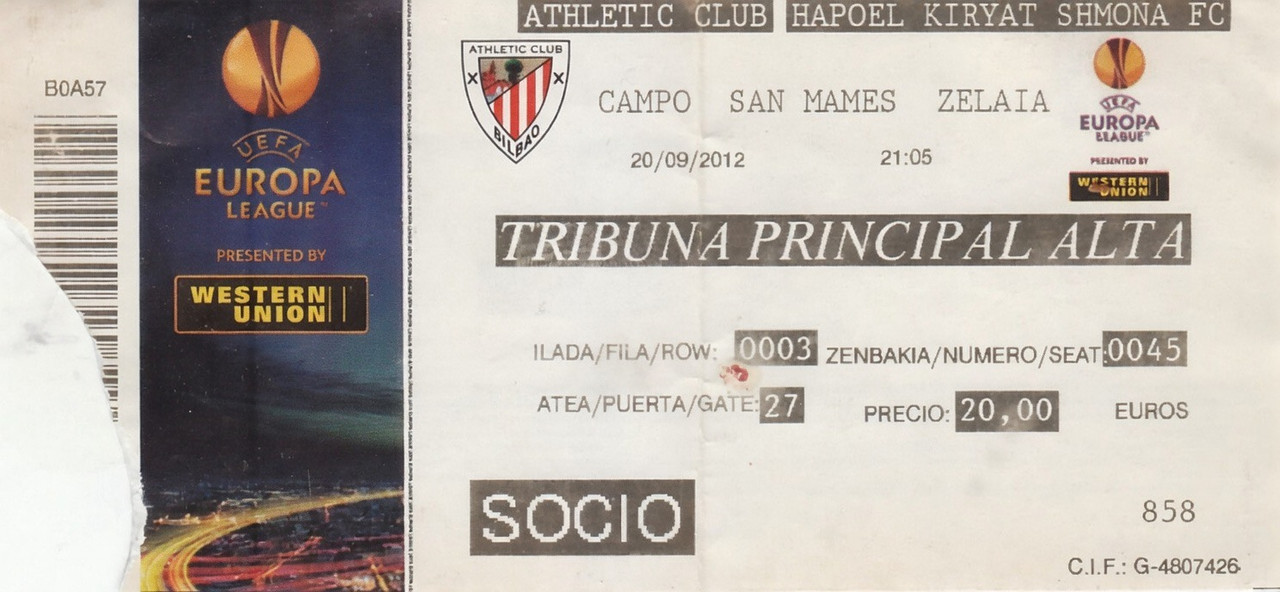 B0A57
UEFA
EUROPA
LEAGUE™
PRESENTED BY
WESTERN
UNION
ATHLETIC CLUB HAPOEL KIRYAT SHMONA FC
ATHLETIC CLUB
BILBAO
CAMPO SAN MAMES ZELAIA
20/09/2012 21:05
UEFA
EUROPA
LEAGUE™
PRESENTED BY
WESTERN
UNION
TRIBUNA PRINCIPAL ALTA
ILADA/FILA/ROW: 0003 ZENBAKIA/NUMERO/SEAT:0045
ATEA/PUERTA/GATE:27 PRECIO: 20,00 EUROS
SOCIO
858
C.I.F.: G-4807426